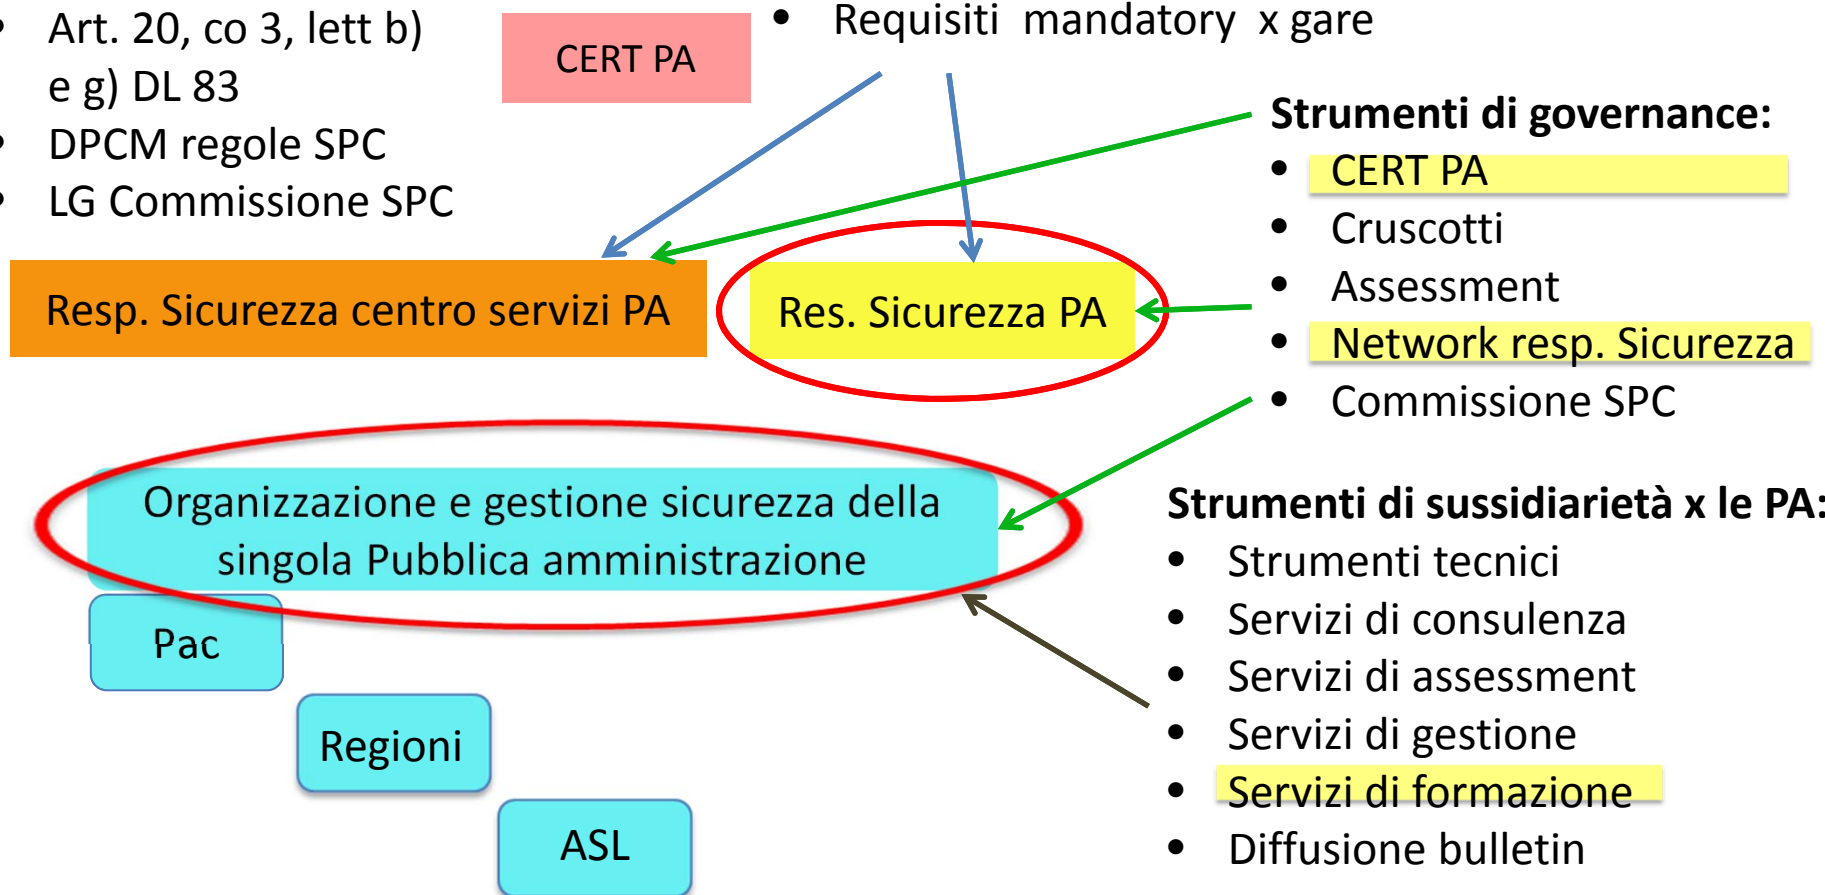 • Art. 20, co 3, lett b)
e g) DL 83
• DPCM regole SPC
• LG Commissione SPC
CERT PA
• Requisiti mandatory x gare
Strumenti di governance:
• CERT PA
• Cruscotti
• Assessment
• Network resp. Sicurezza
• Commissione SPC
Resp. Sicurezza centro servizi PA
Res. Sicurezza PA
Organizzazione e gestione sicurezza della
singola Pubblica amministrazione
Pac
Regioni
ASL
Strumenti di sussidiarietà x le PA:
• Strumenti tecnici
• Servizi di consulenza
• Servizi di assessment
• Servizi di gestione
• Servizi di formazione
• Diffusione bulletin